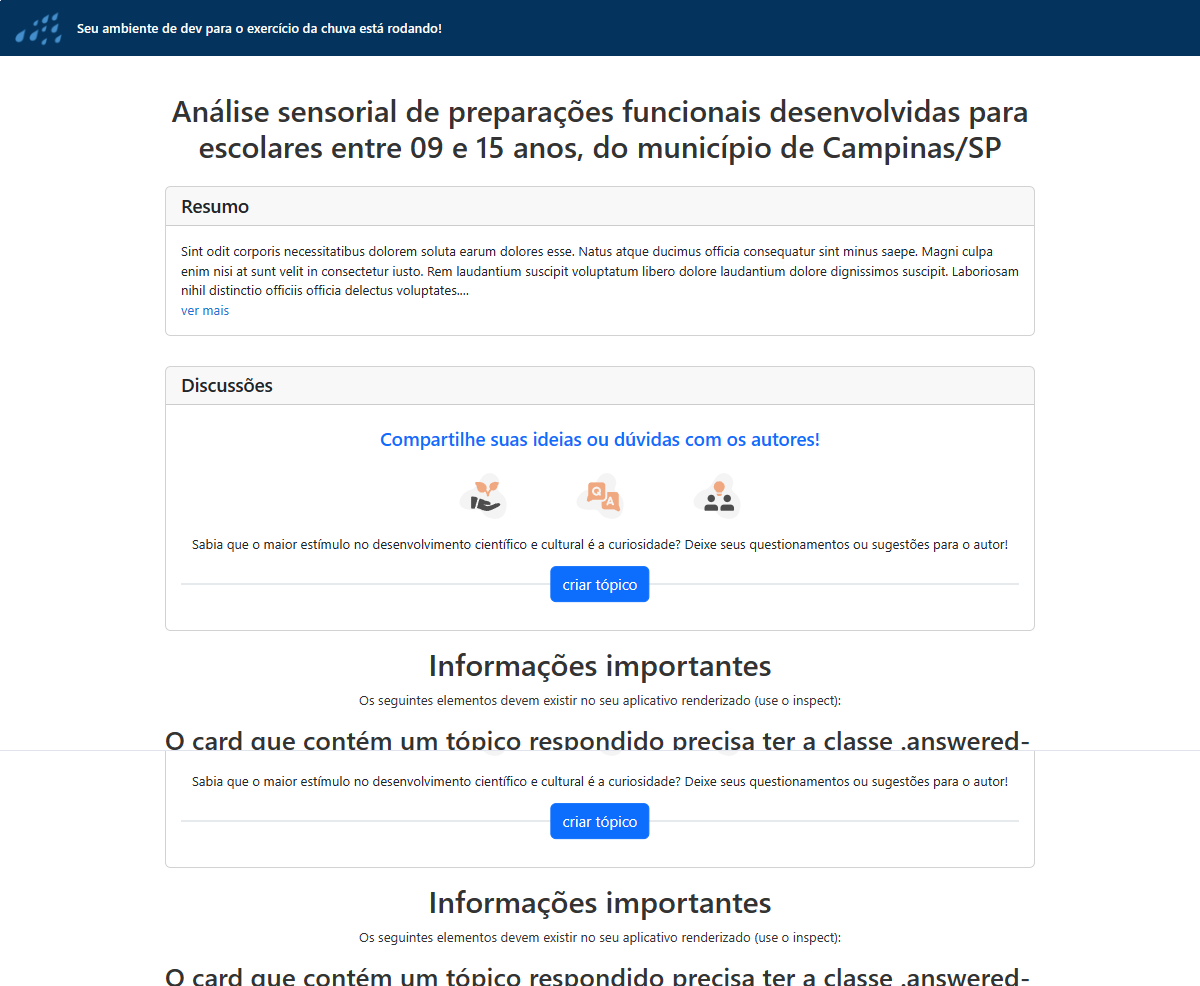 Seu ambiente de dev para o exercício da chuva está rodando!
Análise sensorial de preparações funcionais desenvolvidas para
escolares entre 09 e 15 anos, do município de Campinas/SP
Resumo
Sint odit corporis necessitatibus dolorem soluta earum dolores esse. Natus atque ducimus officia consequatur sint minus saepe. Magni culpa
enim nisi at sunt velit in consectetur iusto. Rem laudantium suscipit voluptatum libero dolore laudantium dolore dignissimos suscipit. Laboriosam
nihil distinctio officiis officia delectus voluptates....
ver mais
Discussões
Compartilhe suas ideias ou dúvidas com os autores!
Q
A
Sabia que o maior estímulo no desenvolvimento científico e cultural é a curiosidade? Deixe seus questionamentos ou sugestões para o autor!
criar tópico
Informações importantes
Os seguintes elementos devem existir no seu aplicativo renderizado (use o inspect):
O card que contém um tópico respondido precisa ter a classe .answered-
Sabia que o maior estímulo no desenvolvimento científico e cultural é a curiosidade? Deixe seus questionamentos ou sugestões para o autor!
criar tópico
Informações importantes
Os seguintes elementos devem existir no seu aplicativo renderizado (use o inspect):
O card que contém um tópico respondido precisa ter a classe .answered-